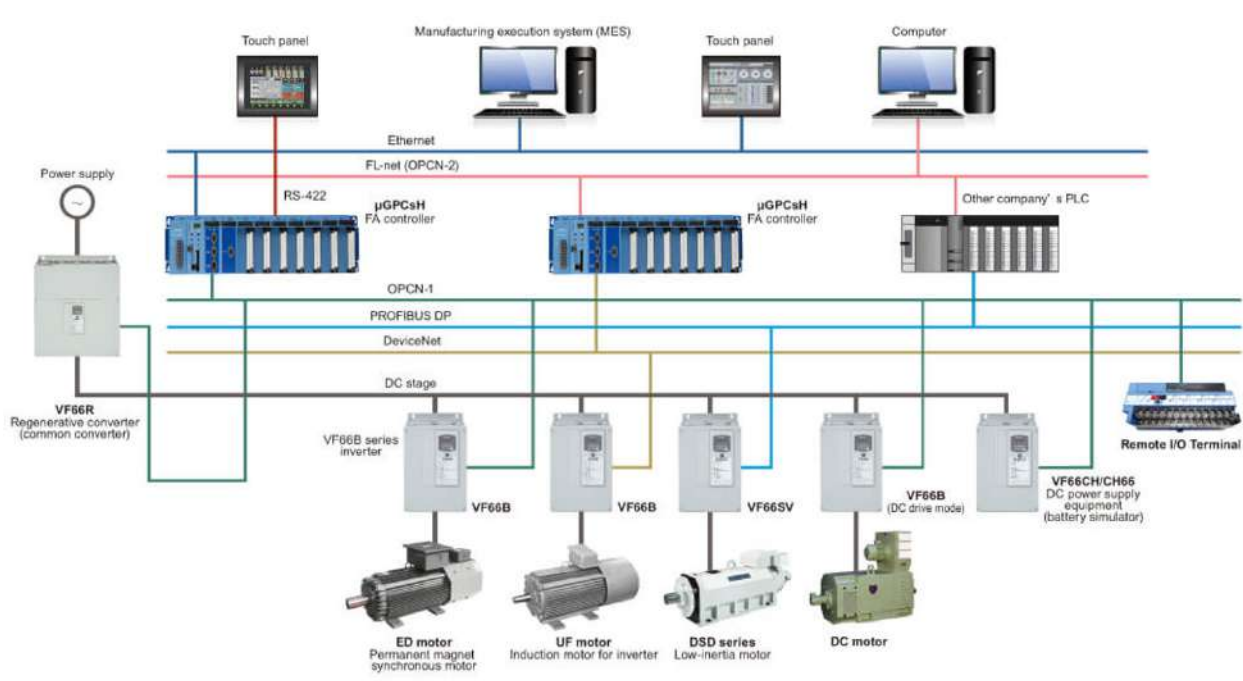 Touch panel
Manufacturing execution system (MES)
Touch panel
Computer
Ethernet
FL-net (OPCN-2)
Power supply
RS-422
µGPCsH
FA controller
µGPCsH
FA controller
Other company's PLC
OPCN-1
PROFIBUS DP
DeviceNet
DC stage
VF66R
Regenerative converter
(common converter)
VF66B series
inverter
VF66B
VF66B
VF66SV
VF66B
(DC drive mode)
VF66CH/CH66
DC power supply
equipment
(battery simulator)
Remote I/O Terminal
ED motor
Permanent magnet
synchronous motor
UF motor
Induction motor for inverter
DSD series
Low-inertia motor
DC motor